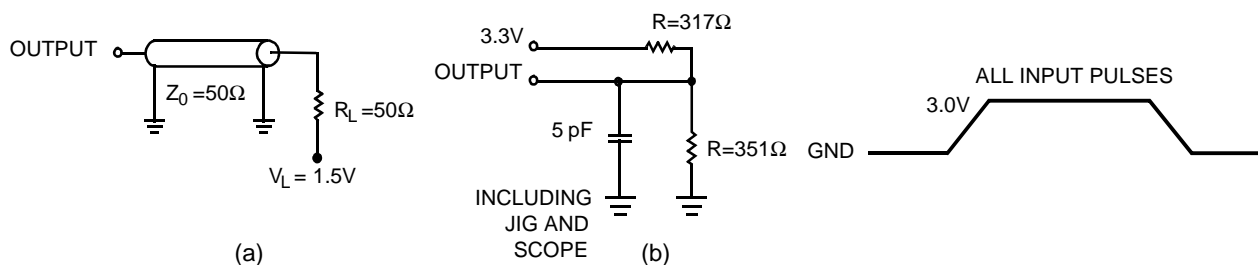 OUTPUT
Z0 =50Ω
RL =50Ω
VL = 1.5V
(a)
R=317Ω
3.3V
OUTPUT
5 pF
R=351Ω
INCLUDING
JIG AND
SCOPE
(b)
ALL INPUT PULSES
3.0V
GND